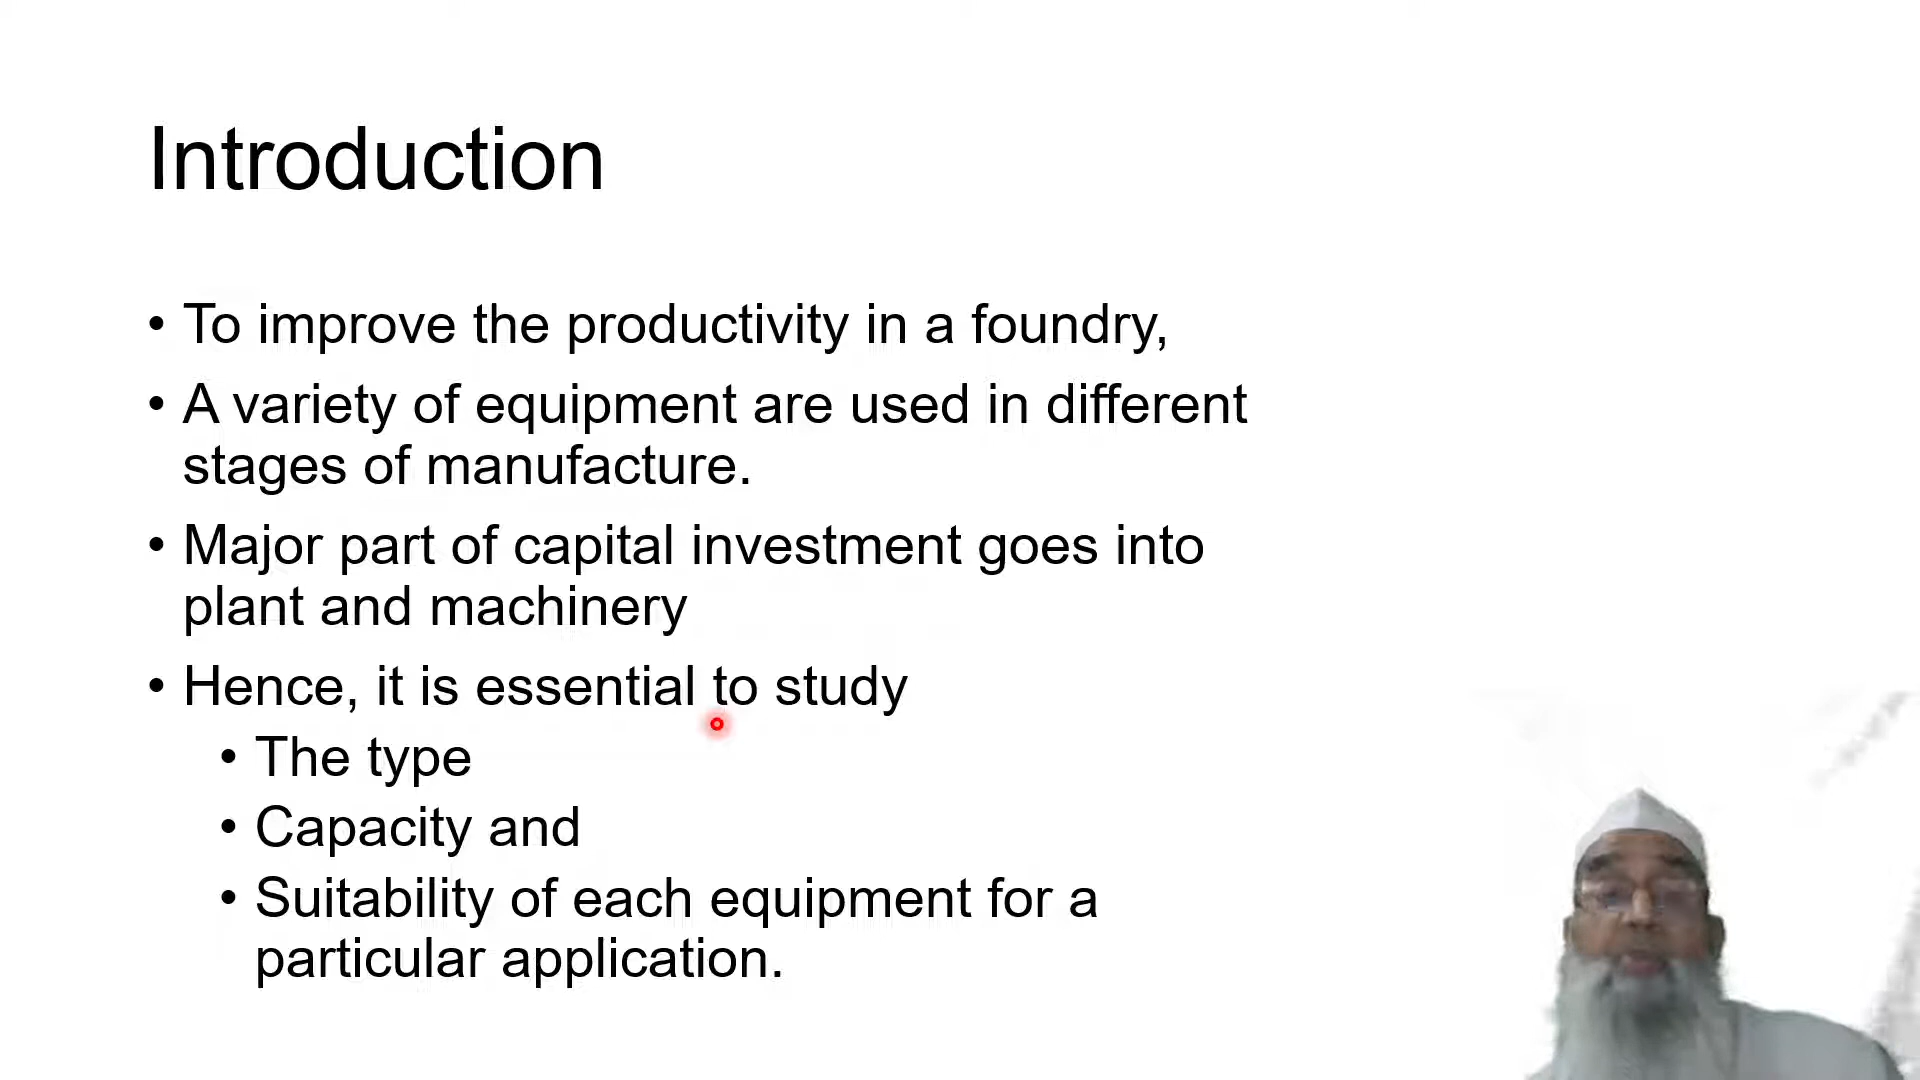 Introduction
• To improve the productivity in a foundry,
• A variety of equipment are used in different
stages of manufacture.
• Major part of capital investment goes into
plant and machinery
• Hence, it is essential to study
• The type
• Capacity and
• Suitability of each equipment for a
particular application.